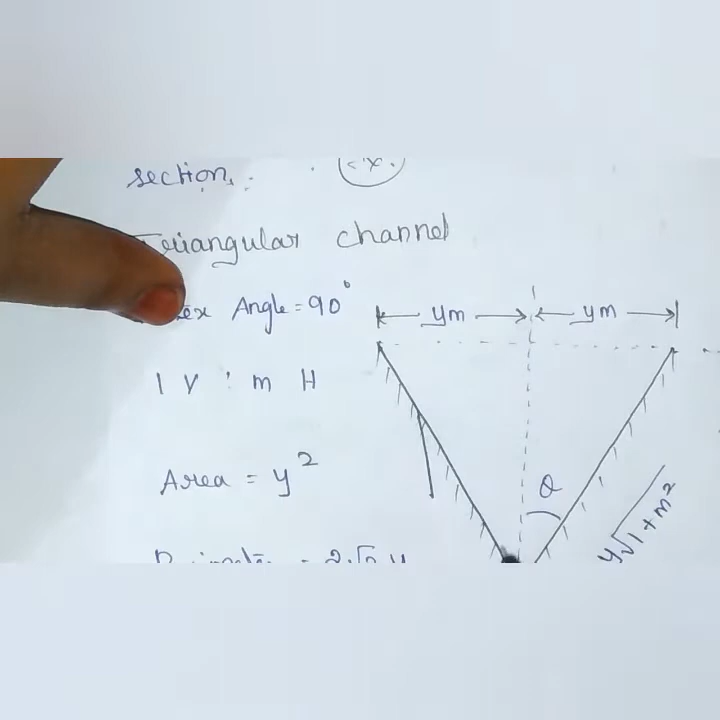 section.
Triangular channel
Angle = 90°
1 V : m H
Area = y²
ym ym
θ
y√1+m²